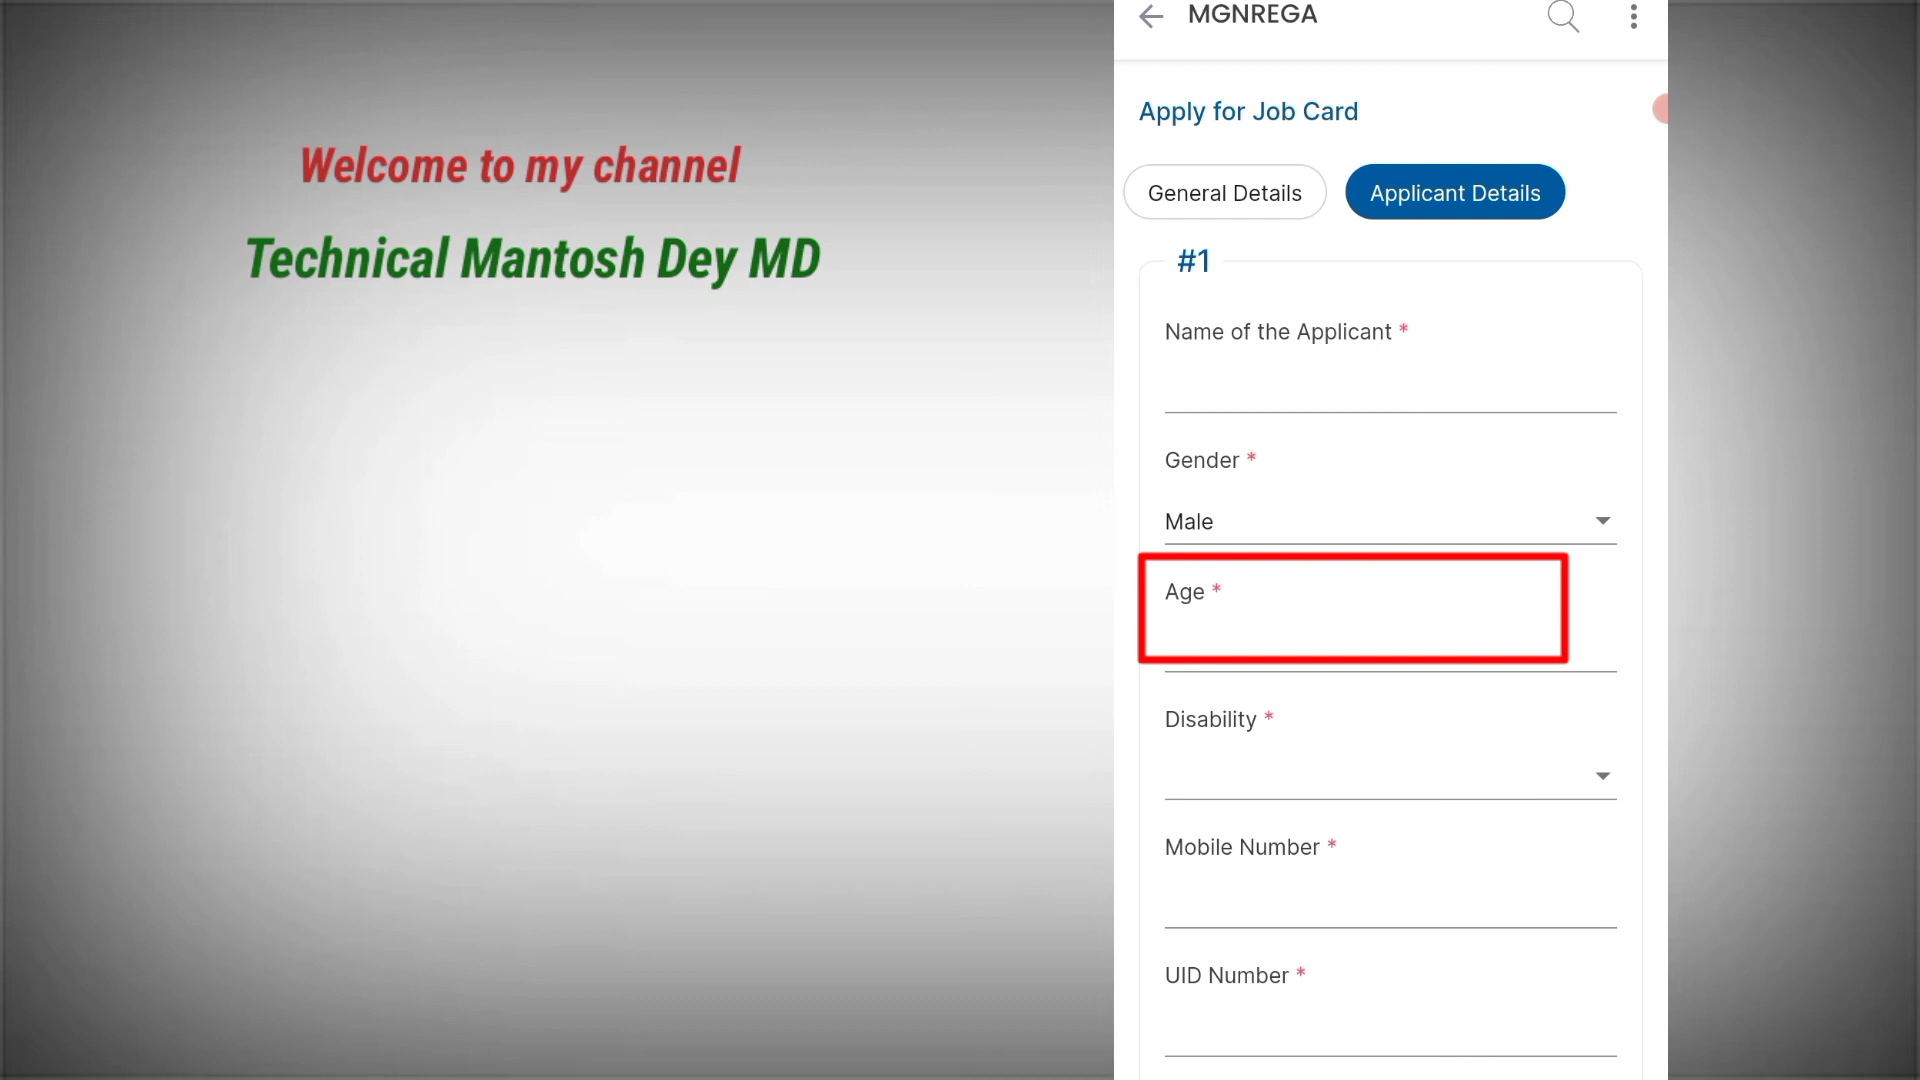 Welcome to my channel
Technical Mantosh Dey MD
MGNREGA
Apply for Job Card
General Details
Applicant Details
#1
Name of the Applicant *
Gender *
Male
Age *
Disability *
Mobile Number *
UID Number *